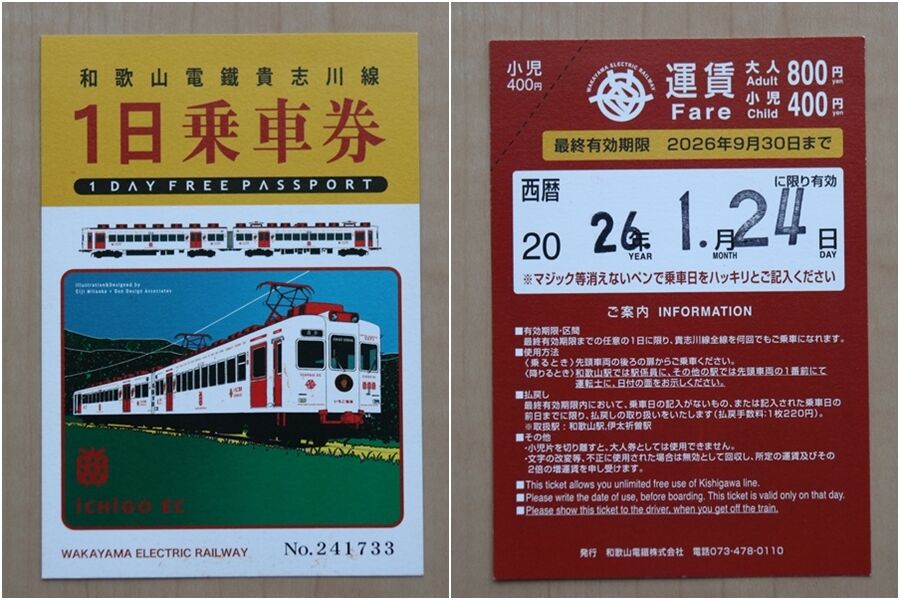 和歌山電鐵貴志川線
1日乗車券
1 DAY FREE PASSPORT
Illustration&Designed by
Eiji Mitooka + Don Design Associates
ICHIGO EC
WAKAYAMA ELECTRIC RAILWAY No.241733
小児
400円
WAKAYAMA ELECTRIC RAILWAY
運賃
Fare
大人 Adult 800円 yen
小児 Child 400円 yen
最終有効期限 2026年9月30日まで
西暦
に限り有効
2026年 1.月24日
YEAR MONTH DAY
※マジック等消えないペンで乗車日をハッキリとご記入ください
ご案内 INFORMATION
■有効期限・区間
最終有効期限までの任意の1日に限り、貴志川線全線を何回でもご乗車になれます。
■使用方法
〈乗るとき〉先頭車両の後ろの扉からご乗車ください。
〈降りるとき〉和歌山駅では駅係員に、その他の駅では先頭車両の1番前にて
運転士に、日付の面をお示しください。
■払戻し
最終有効期限内において、乗車日の記入がないもの、または記入された乗車日の
前日までに限り、払戻しの取り扱いをいたします(払戻手数料:1枚220円)。
※取扱駅:和歌山駅、伊太祈曽駅
■その他
・小児片を切り離すと、大人券としては使用できません。
・文字の改変等、不正に使用された場合は無効として回収し、所定の運賃及びその
2倍の増運賃を申し受けます。
■This ticket allows you unlimited free use of Kishigawa line.
■Please write the date of use, before boarding. This ticket is valid only on that day.
■Please show this ticket to the driver, when you get off the train.
発行 和歌山電鐵株式会社 電話073-478-0110